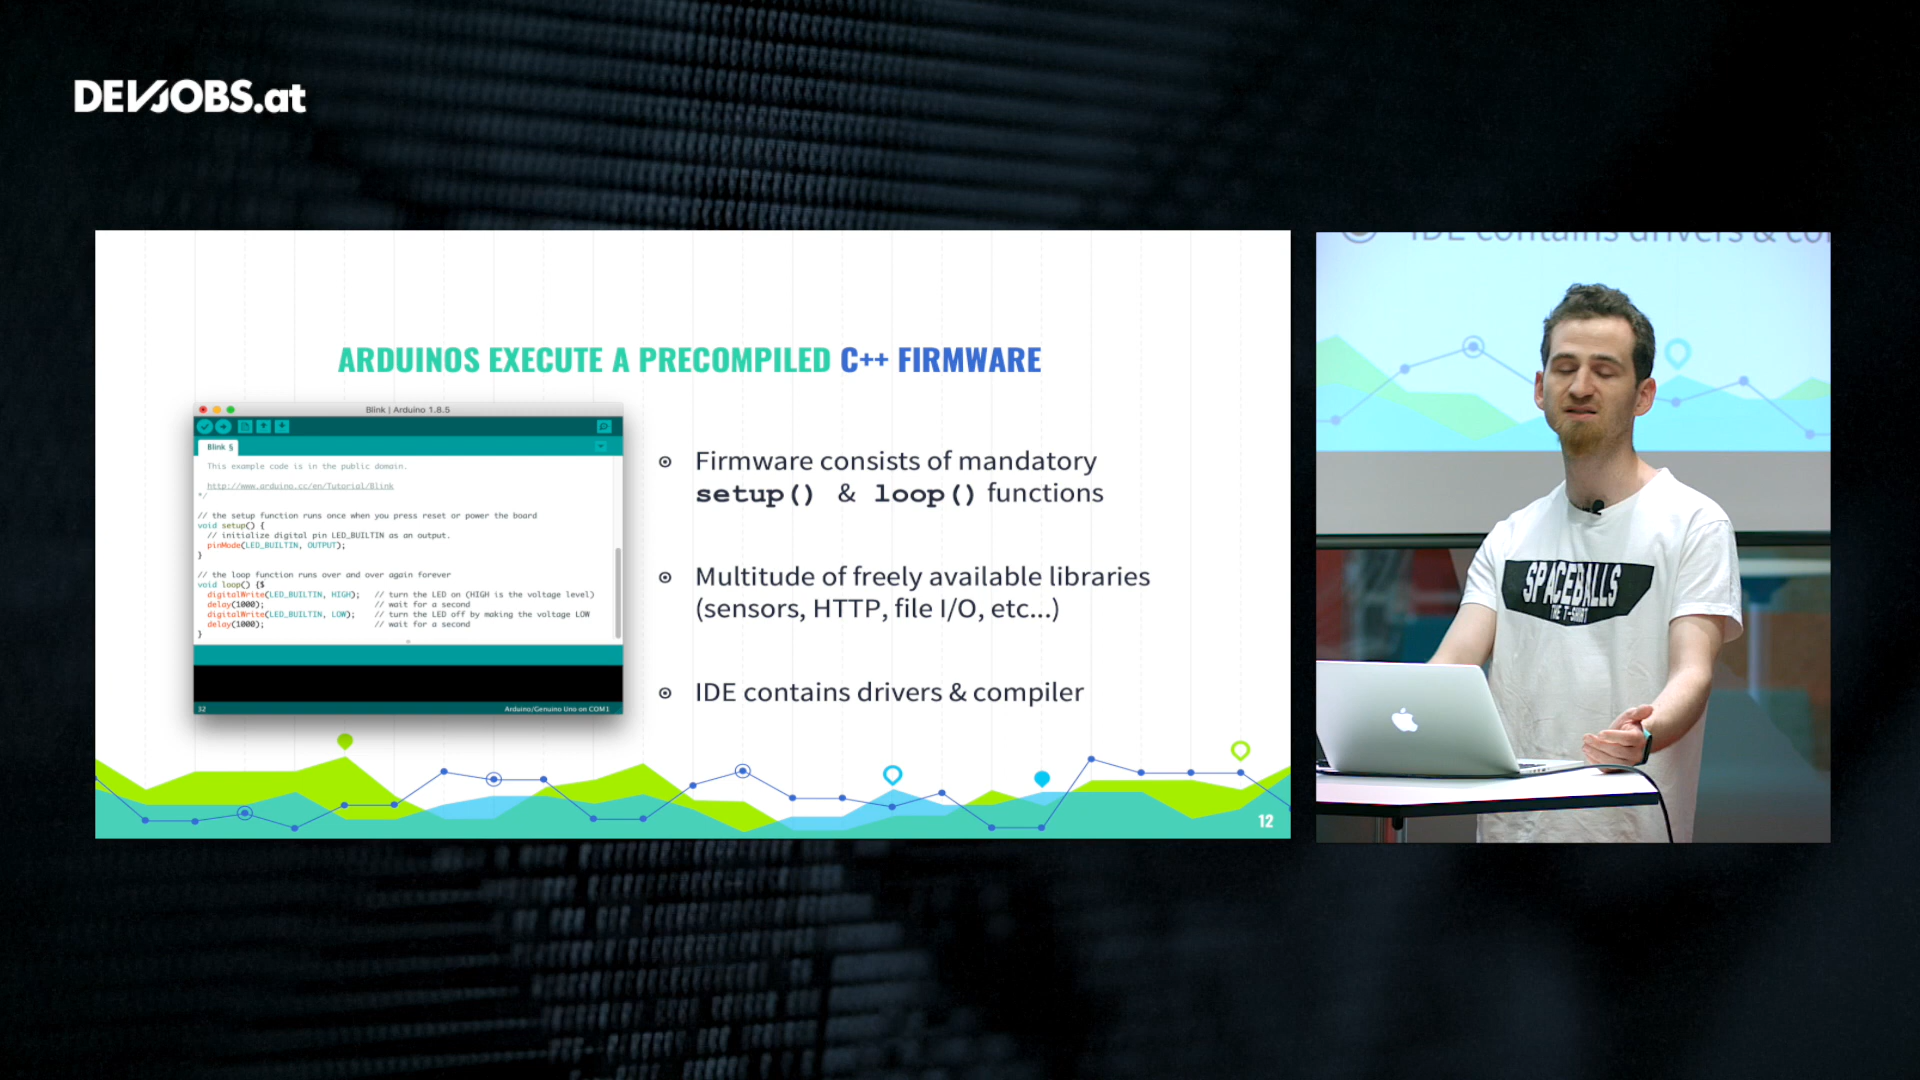 DEVJOBS.at
ARDUINOS EXECUTE A PRECOMPILED C++ FIRMWARE
Blink | Arduino 1.8.5
Blink §
This example code is in the public domain.
http://www.arduino.cc/en/Tutorial/Blink
*/
// the setup function runs once when you press reset or power the board
void setup() {
// initialize digital pin LED_BUILTIN as an output.
pinMode(LED_BUILTIN, OUTPUT);
}
// the loop function runs over and over again forever
void loop() {$
digitalWrite(LED_BUILTIN, HIGH); // turn the LED on (HIGH is the voltage level)
delay(1000); // wait for a second
digitalWrite(LED_BUILTIN, LOW); // turn the LED off by making the voltage LOW
delay(1000); // wait for a second
}
32
Arduino/Genuino Uno on COM1
Firmware consists of mandatory
setup() & loop() functions
Multitude of freely available libraries
(sensors, HTTP, file I/O, etc...)
IDE contains drivers & compiler
12
IDE contains drivers & co
SPACEBALLS
THE T-SHIRT